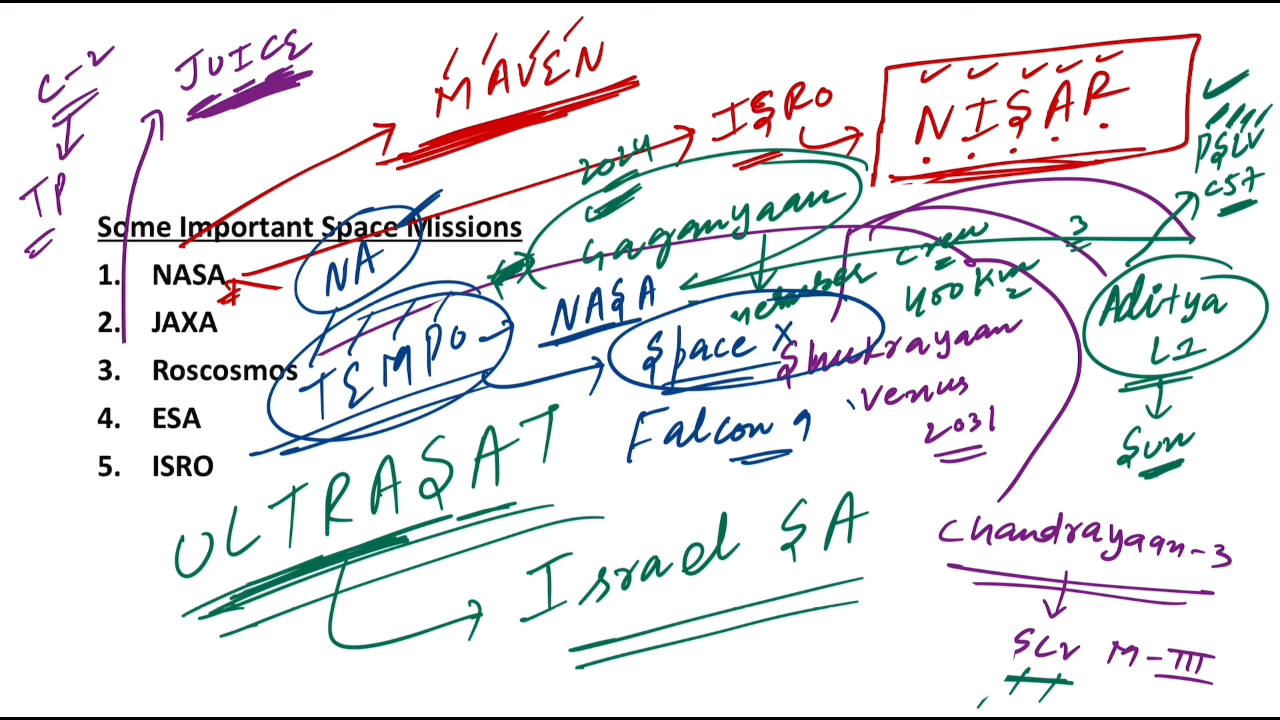 C-2
I
TP
JUICE
MAVEN
ISRO
NISAR
PSLV
C57
2024
Gaganyaan
3
crew
400 km
Some Important Space Missions
1. NASA
2. JAXA
3. Roscosmos
4. ESA
5. ISRO
NA
TEMPO
NASA
Space X
Falcon 9
Shukrayaan
Venus
2031
Aditya
L1
Sun
ULTRASAT
Israel SA
Chandrayaan-3
SLV M-III